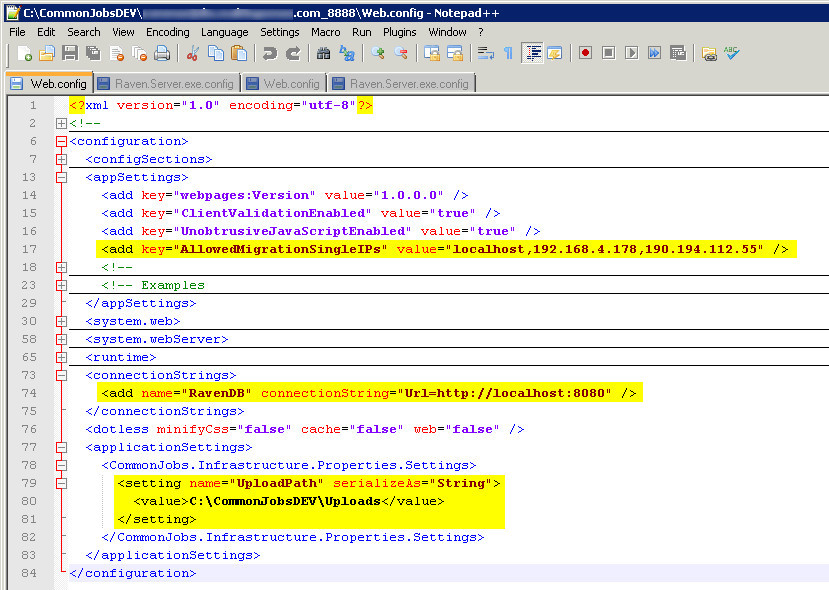 C:\CommonJobsDEV\ .com_8888\Web.config - Notepad++
File Edit Search View Encoding Language Settings Macro Run Plugins Window ?
Web.config Raven.Server.exe.config Web.config Raven.Server.exe.config
1 <?xml version="1.0" encoding="utf-8"?>
2 <!--
6 <configuration>
7 <configSections>
13 <appSettings>
14 <add key="webpages:Version" value="1.0.0.0" />
15 <add key="ClientValidationEnabled" value="true" />
16 <add key="UnobtrusiveJavaScriptEnabled" value="true" />
17 <add key="AllowedMigrationSingleIPs" value="localhost,192.168.4.178,190.194.112.55" />
18 <!--
23 <!-- Examples
29 </appSettings>
30 <system.web>
58 <system.webServer>
65 <runtime>
73 <connectionStrings>
74 <add name="RavenDB" connectionString="Url=http://localhost:8080" />
75 </connectionStrings>
76 <dotless minifyCss="false" cache="false" web="false" />
77 <applicationSettings>
78 <CommonJobs.Infrastructure.Properties.Settings>
79 <setting name="UploadPath" serializeAs="String">
80 <value>C:\CommonJobsDEV\Uploads</value>
81 </setting>
82 </CommonJobs.Infrastructure.Properties.Settings>
83 </applicationSettings>
84 </configuration>